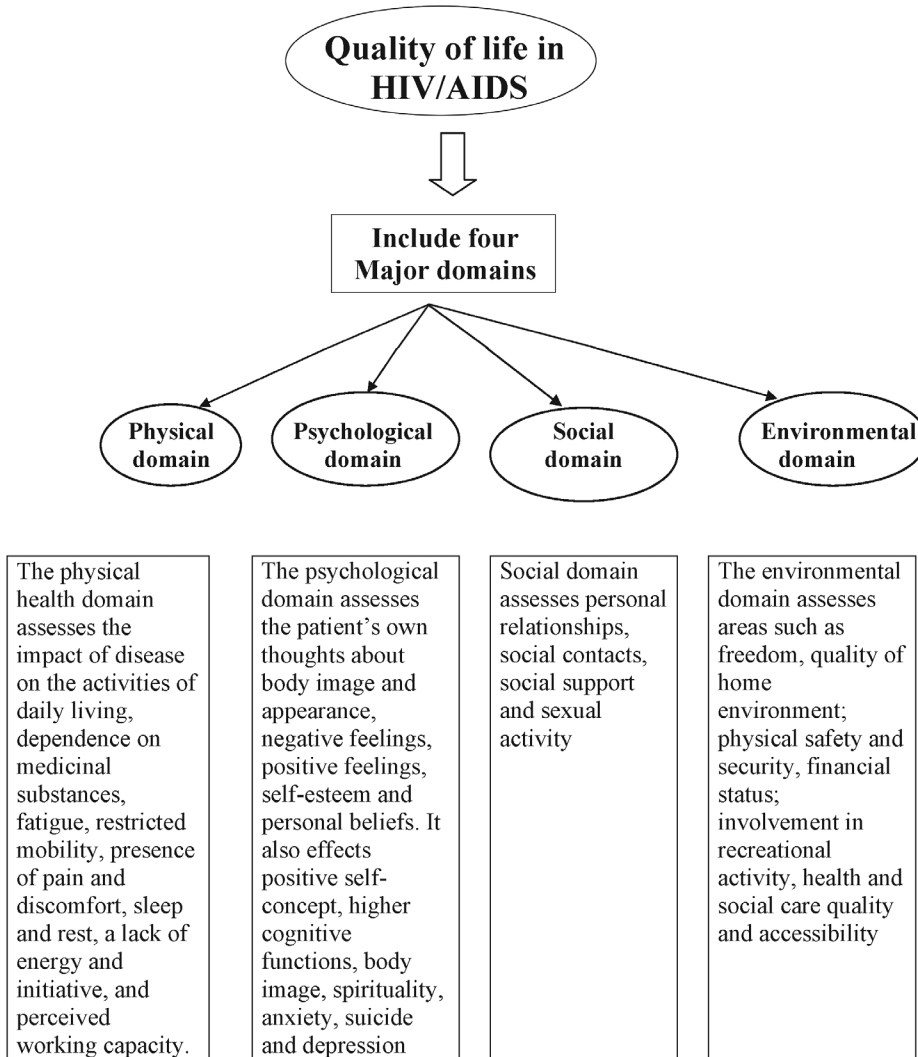 Quality of life in
HIV/AIDS
Include four
Major domains
Physical
domain
Psychological
domain
Social
domain
Environmental
domain
The physical
health domain
assesses the
impact of disease
on the activities of
daily living,
dependence on
medicinal
substances,
fatigue, restricted
mobility, presence
of pain and
discomfort, sleep
and rest, a lack of
energy and
initiative, and
perceived
working capacity.
The psychological
domain assesses
the patient's own
thoughts about
body image and
appearance,
negative feelings,
positive feelings,
self-esteem and
personal beliefs. It
also effects
positive self-
concept, higher
cognitive
functions, body
image, spirituality,
anxiety, suicide
and depression
Social domain
assesses personal
relationships,
social contacts,
social support
and sexual
activity
The environmental
domain assesses
areas such as
freedom, quality of
home
environment;
physical safety and
security, financial
status;
involvement in
recreational
activity, health and
social care quality
and accessibility